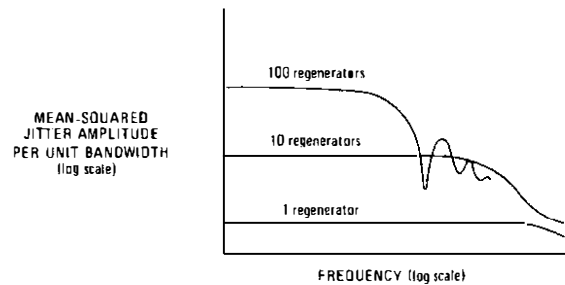 100 regenerators
MEAN-SQUARED
JITTER AMPLITUDE
PER UNIT BANDWIDTH
(log scale)
10 regenerators
1 regenerator
FREQUENCY (log scale)